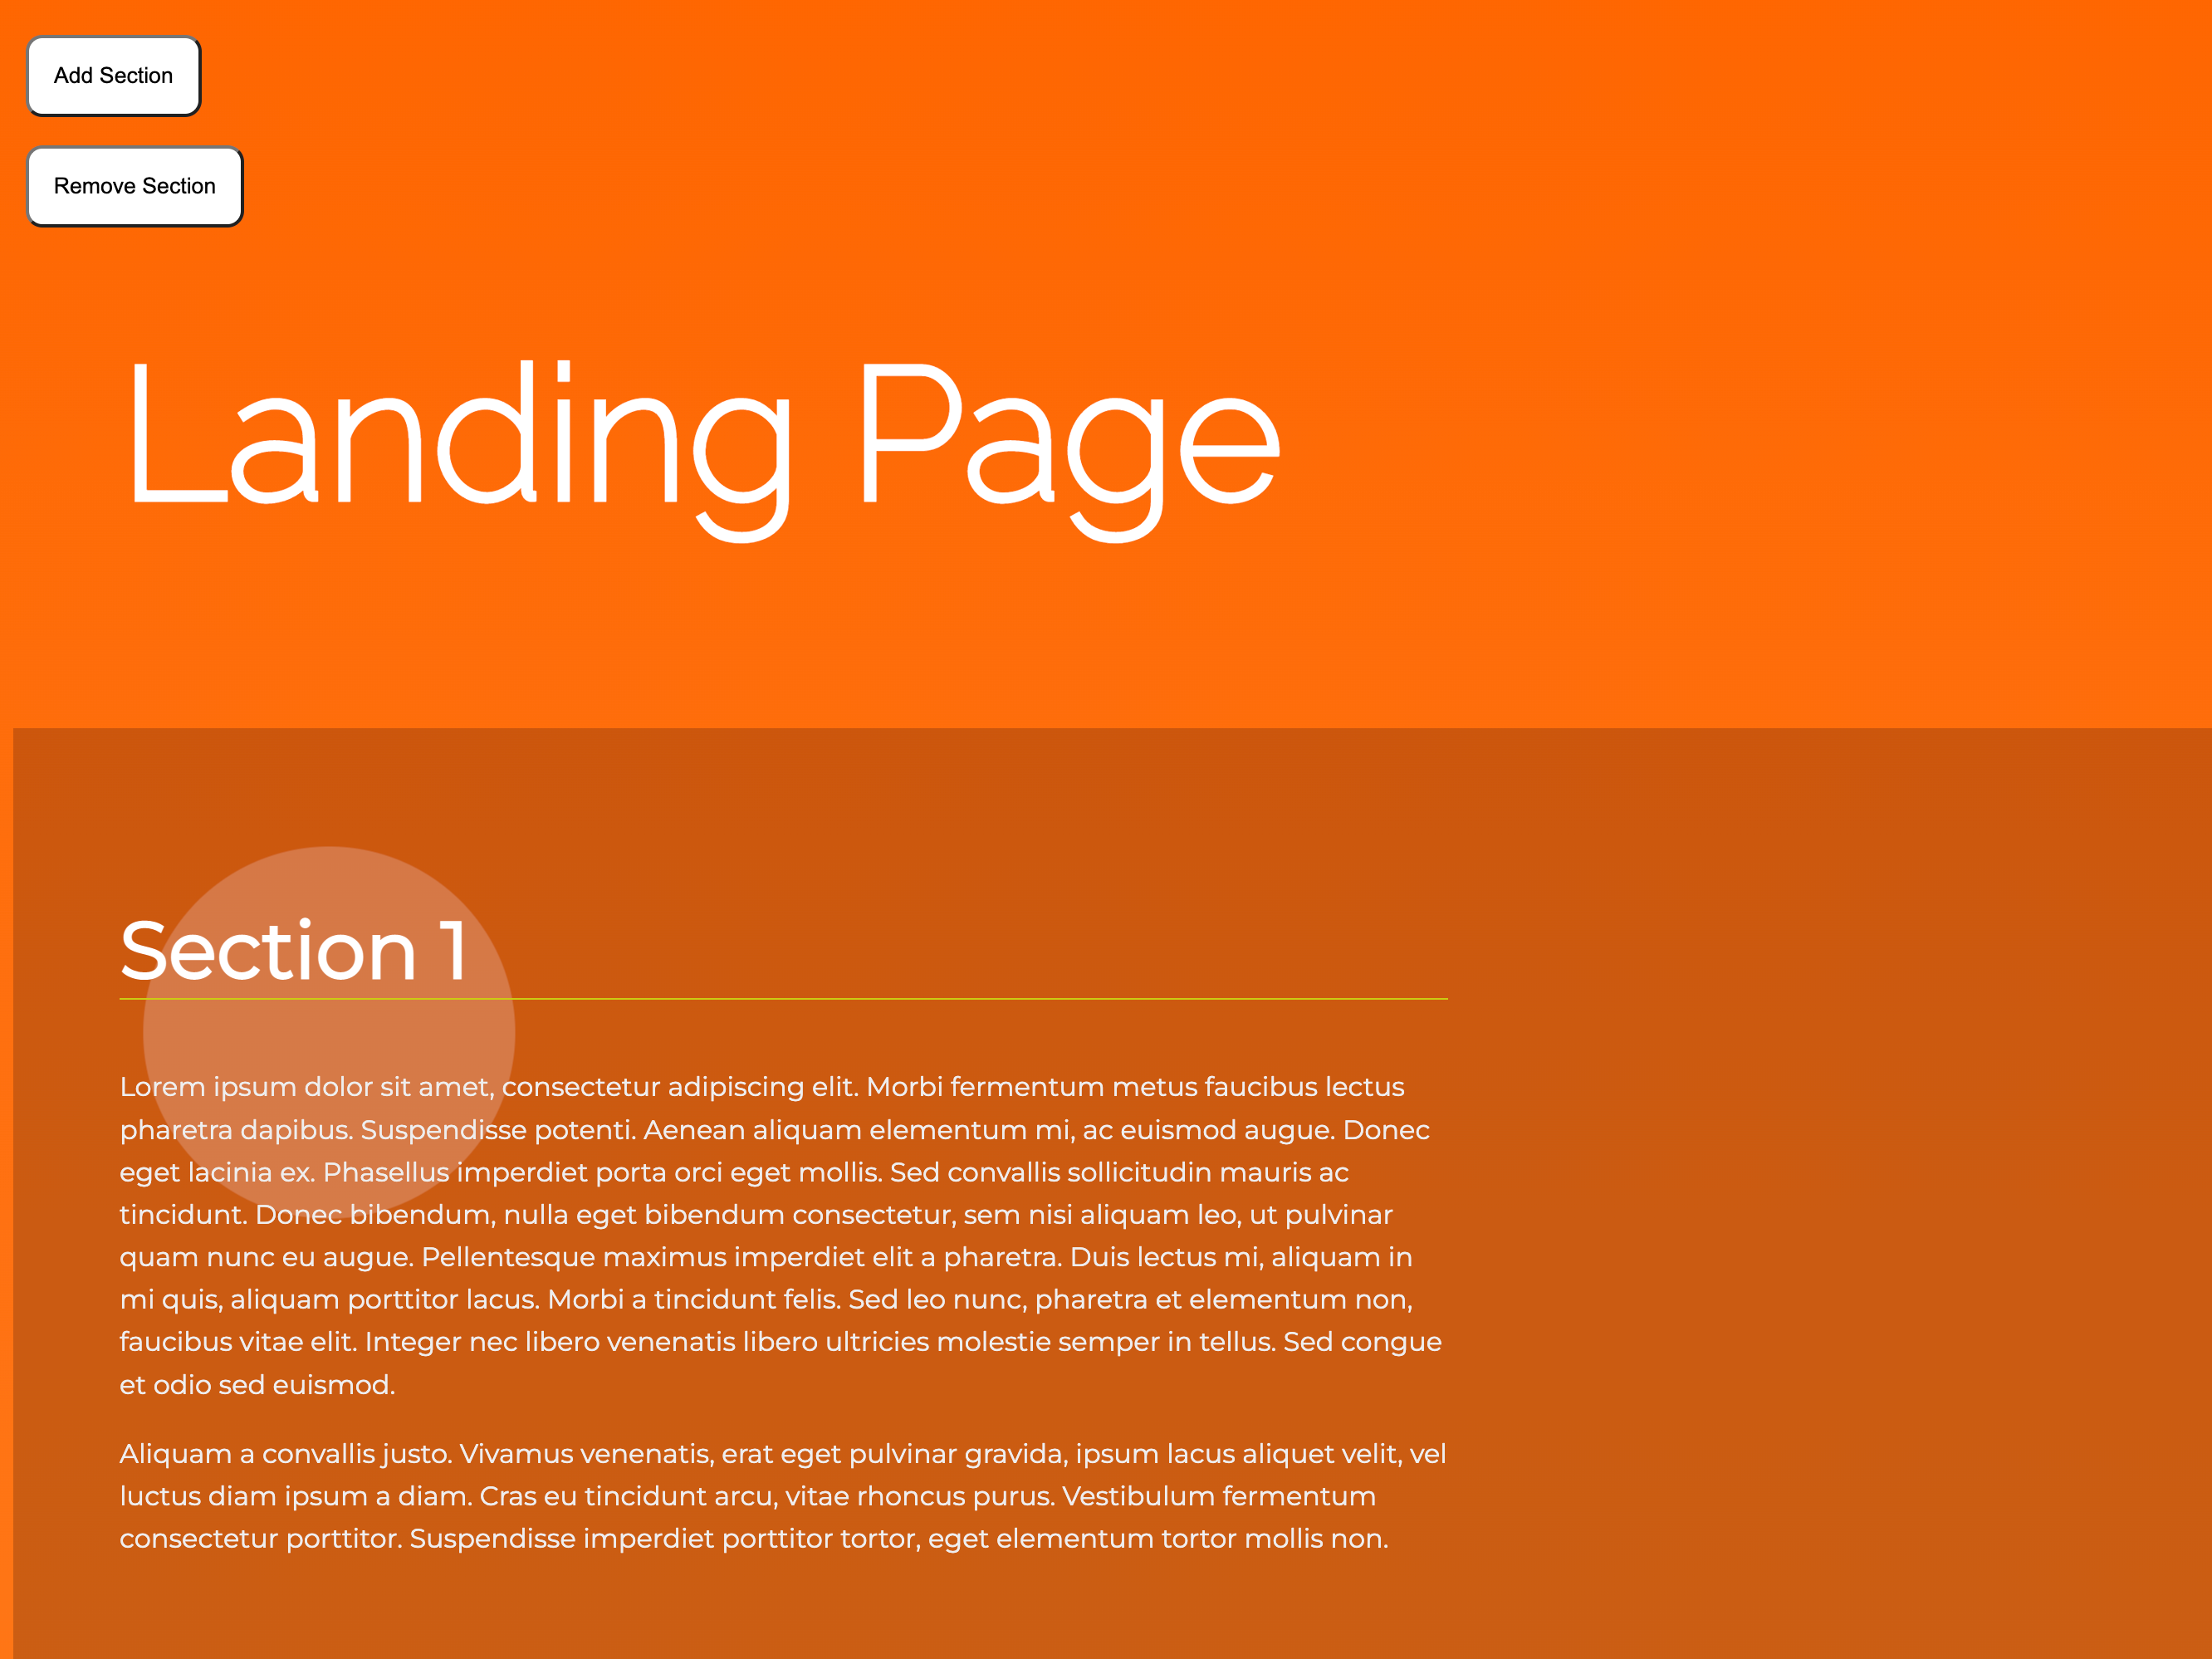 Add Section
Remove Section
Landing Page
Section 1
Lorem ipsum dolor sit amet, consectetur adipiscing elit. Morbi fermentum metus faucibus lectus
pharetra dapibus. Suspendisse potenti. Aenean aliquam elementum mi, ac euismod augue. Donec
eget lacinia ex. Phasellus imperdiet porta orci eget mollis. Sed convallis sollicitudin mauris ac
tincidunt. Donec bibendum, nulla eget bibendum consectetur, sem nisi aliquam leo, ut pulvinar
quam nunc eu augue. Pellentesque maximus imperdiet elit a pharetra. Duis lectus mi, aliquam in
mi quis, aliquam porttitor lacus. Morbi a tincidunt felis. Sed leo nunc, pharetra et elementum non,
faucibus vitae elit. Integer nec libero venenatis libero ultricies molestie semper in tellus. Sed congue
et odio sed euismod.
Aliquam a convallis justo. Vivamus venenatis, erat eget pulvinar gravida, ipsum lacus aliquet velit, vel
luctus diam ipsum a diam. Cras eu tincidunt arcu, vitae rhoncus purus. Vestibulum fermentum
consectetur porttitor. Suspendisse imperdiet porttitor tortor, eget elementum tortor mollis non.